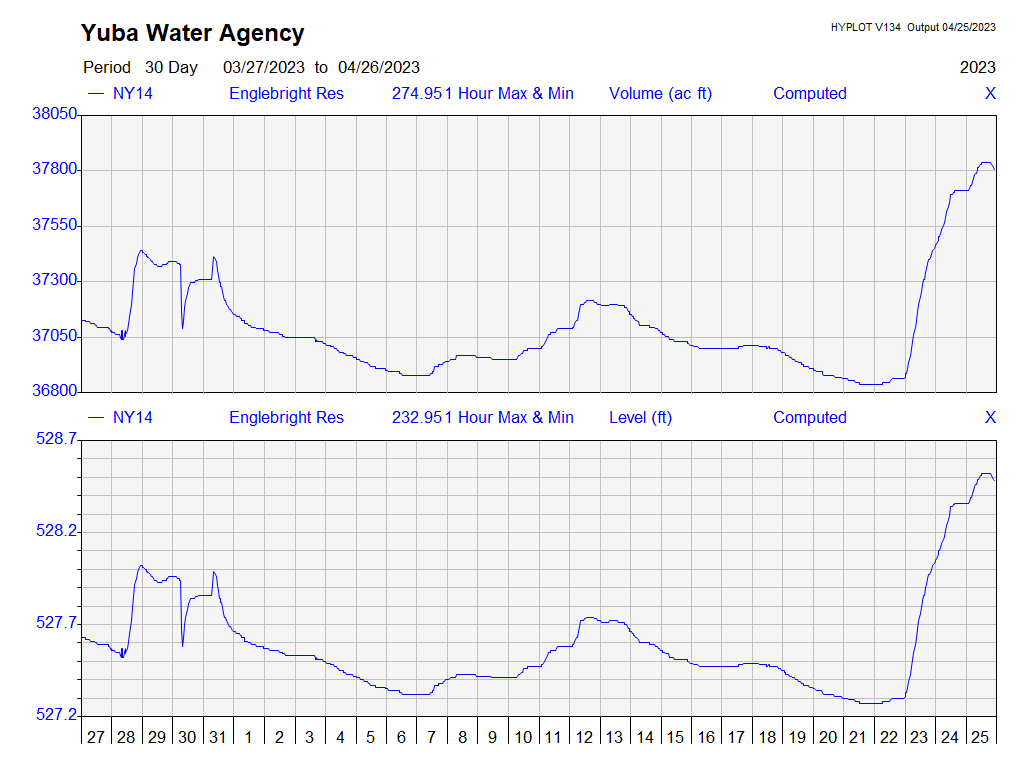 Yuba Water Agency
HYPLOT V134 Output 04/25/2023
Period 30 Day 03/27/2023 to 04/26/2023 2023
NY14 Englebright Res 274.951 Hour Max & Min Volume (ac ft) Computed X
38050
37800
37550
37300
37050
36800
NY14 Englebright Res 232.951 Hour Max & Min Level (ft) Computed X
528.7
528.2
527.7
527.2
27 28 29 30 31 1 2 3 4 5 6 7 8 9 10 11 12 13 14 15 16 17 18 19 20 21 22 23 24 25